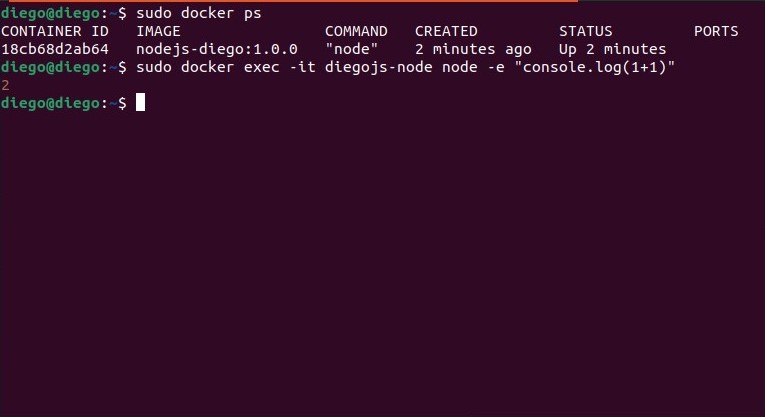 diego@diego:~$ sudo docker ps
CONTAINER ID   IMAGE                COMMAND   CREATED         STATUS         PORTS
18cb68d2ab64   nodejs-diego:1.0.0   "node"    2 minutes ago   Up 2 minutes
diego@diego:~$ sudo docker exec -it diegojs-node node -e "console.log(1+1)"
2
diego@diego:~$